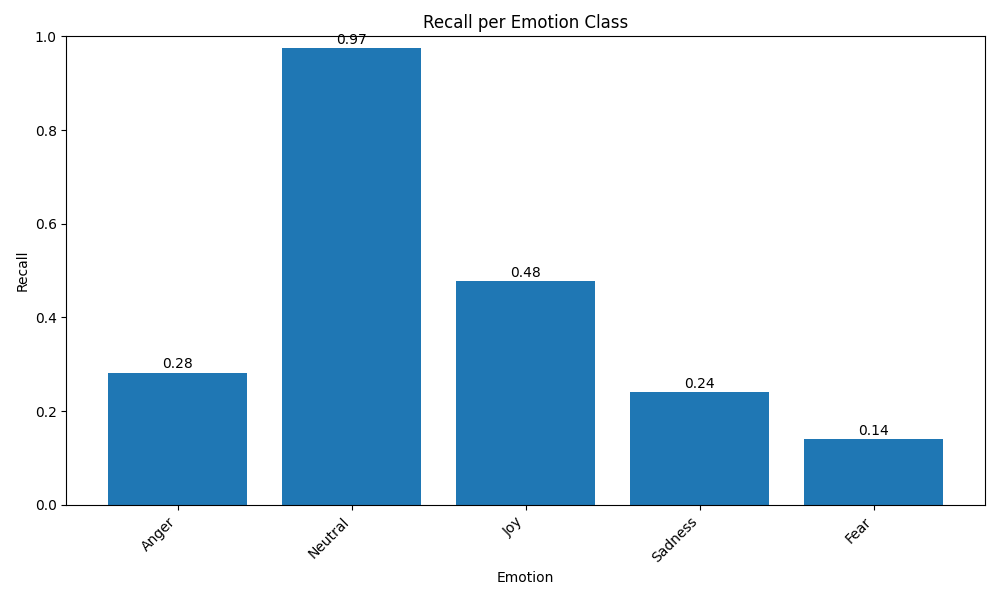 Recall per Emotion Class
1.0
0.8
0.6
0.4
0.2
0.0
Recall
0.28
0.97
0.48
0.24
0.14
Anger
Neutral
Joy
Sadness
Fear
Emotion